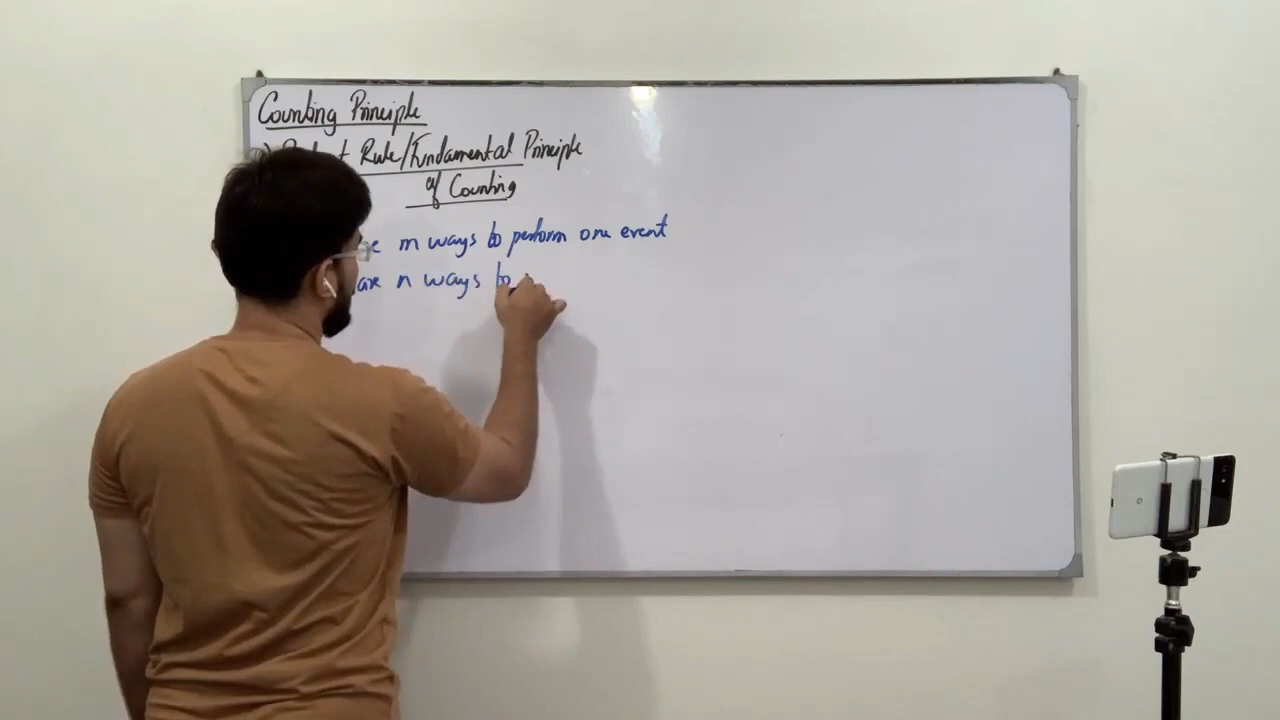 Counting Principle
Rule/Fundamental Principle
of Counting
m ways to perform one event
n ways to